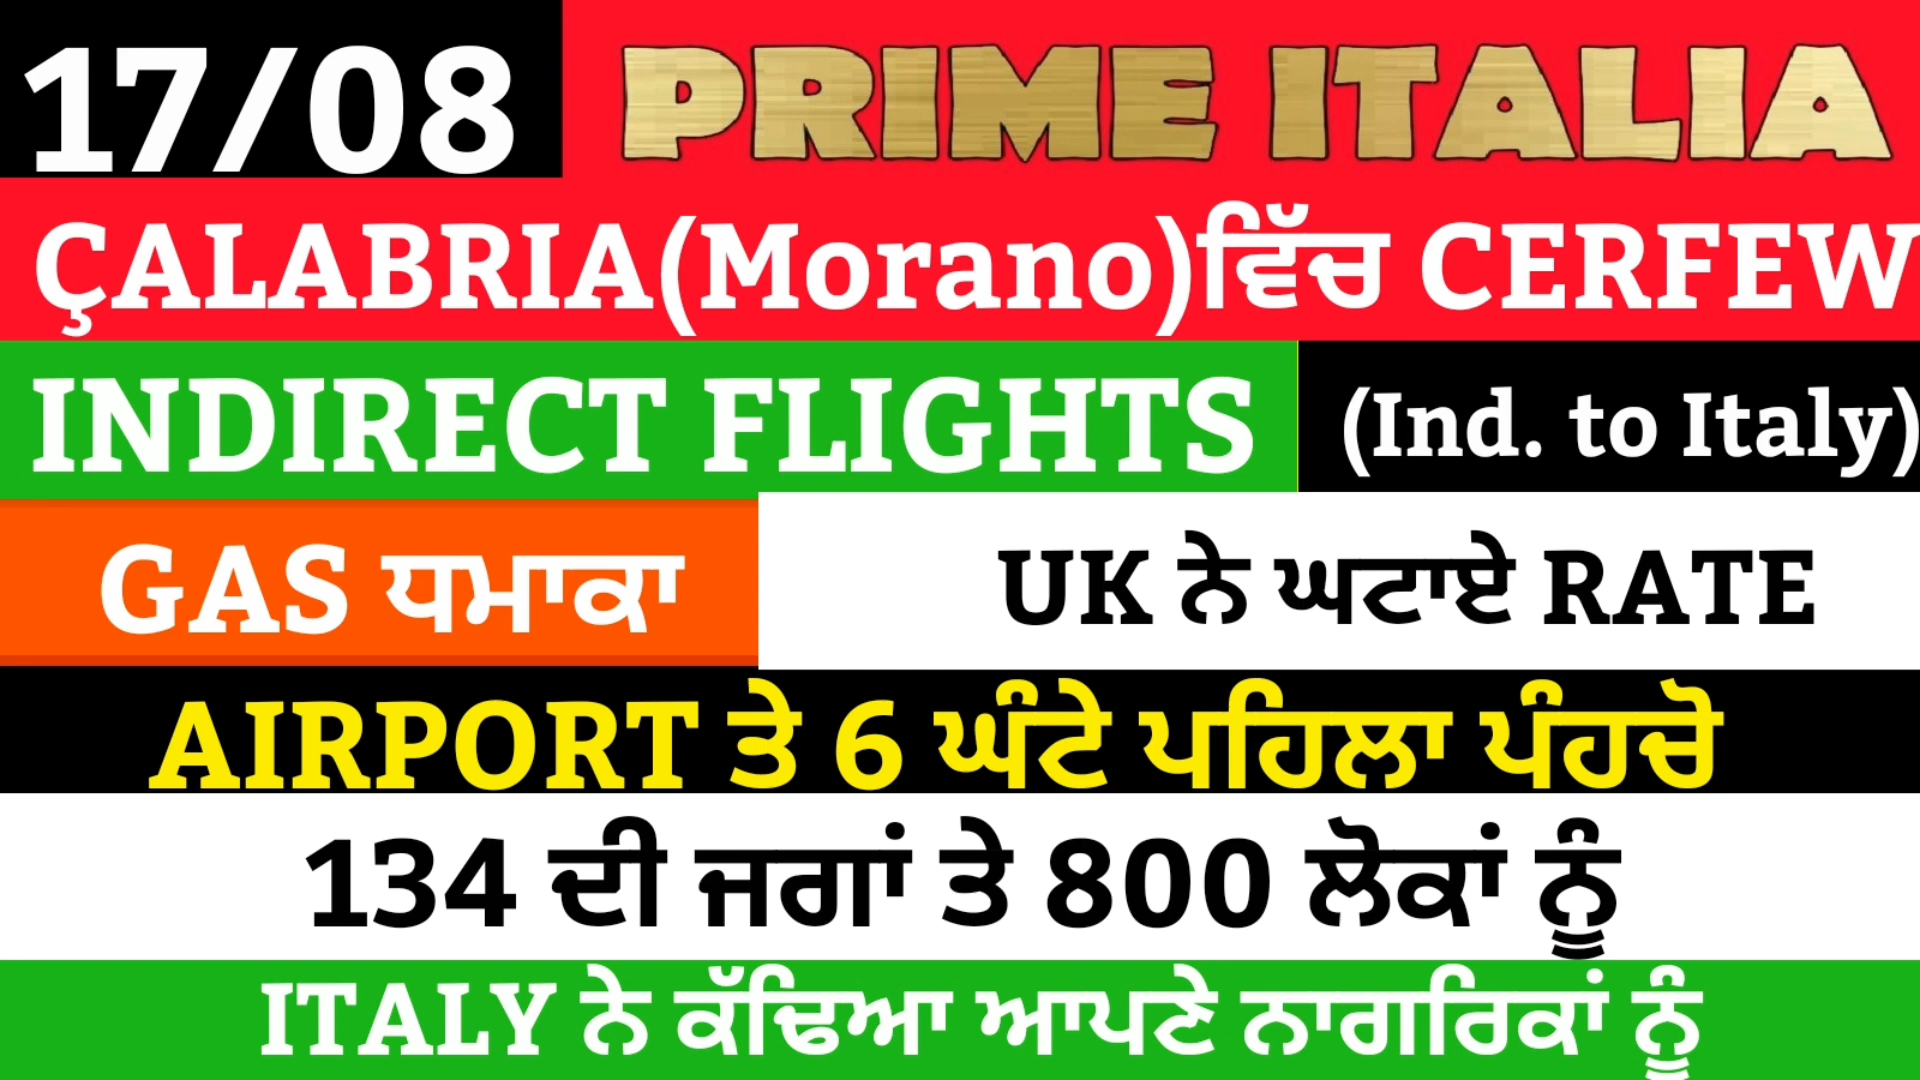 17/08 PRIME ITALIA
ÇALABRIA(Morano)ਵਿੱਚ CERFEW
INDIRECT FLIGHTS (Ind. to Italy)
GAS ਧਮਾਕਾ UK ਨੇ ਘਟਾਏ RATE
AIRPORT ਤੇ 6 ਘੰਟੇ ਪਹਿਲਾ ਪੰਹਚੋ
134 ਦੀ ਜਗਾਂ ਤੇ 800 ਲੋਕਾਂ ਨੂੰ
ITALY ਨੇ ਕੱਢਿਆ ਆਪਣੇ ਨਾਗਰਿਕਾਂ ਨੂੰ